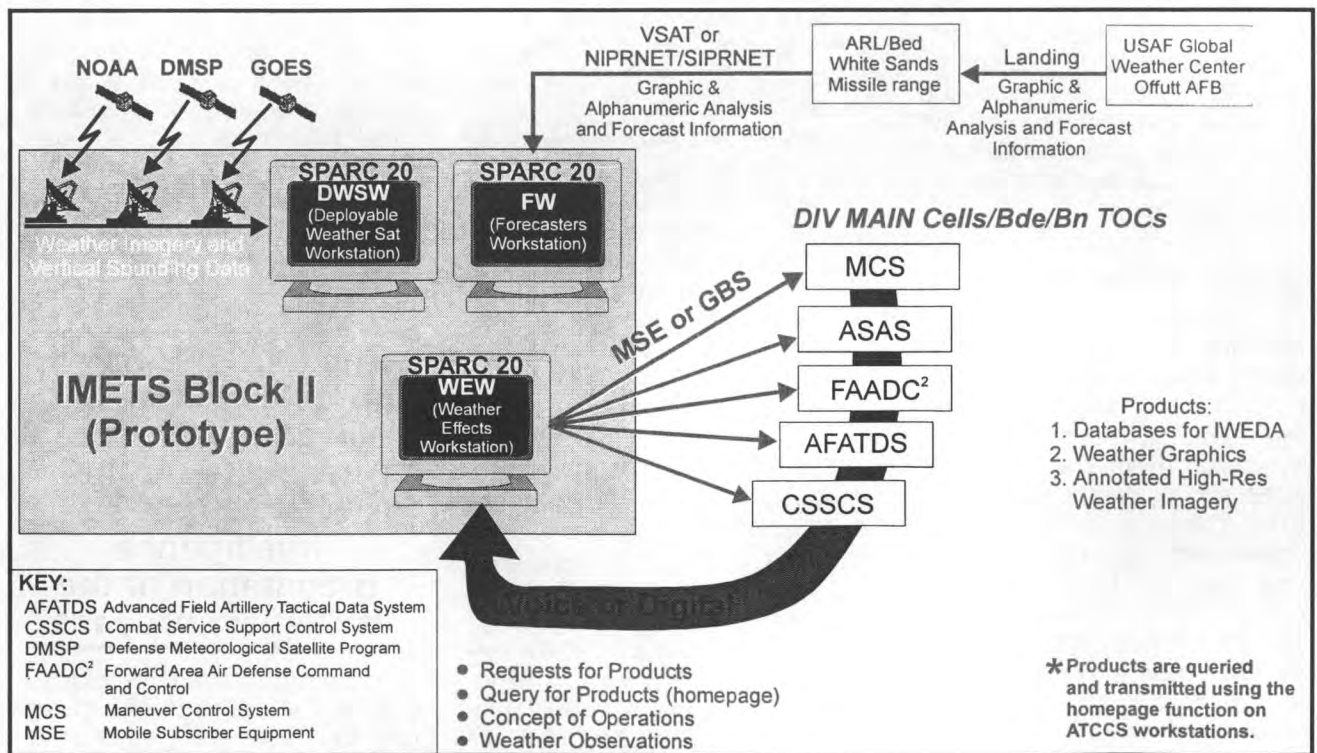 NOAA DMSP GOES
VSAT or
NIPRNET/SIPRNET
Graphic &
Alphanumeric Analysis
and Forecast Information
ARL/Bed
White Sands
Missile range
Landing
Graphic &
Alphanumeric
Analysis and Forecast
Information
USAF Global
Weather Center
Offutt AFB
Weather Imagery and
Vertical Sounding Data
SPARC 20
DWSW
(Deployable
Weather Sat
Workstation)
SPARC 20
FW
(Forecasters
Workstation)
IMETS Block II
(Prototype)
SPARC 20
WEW
(Weather
Effects
Workstation)
MSE or GBS
DIV MAIN Cells/Bde/Bn TOCs
MCS
ASAS
FAADC²
AFATDS
CSSCS
Products:
1. Databases for IWEDA
2. Weather Graphics
3. Annotated High-Res
Weather Imagery
Voice or Digital
KEY:
AFATDS Advanced Field Artillery Tactical Data System
CSSCS Combat Service Support Control System
DMSP Defense Meteorological Satellite Program
FAADC² Forward Area Air Defense Command
and Control
MCS Maneuver Control System
MSE Mobile Subscriber Equipment
● Requests for Products
● Query for Products (homepage)
● Concept of Operations
● Weather Observations
* Products are queried
and transmitted using the
homepage function on
ATCCS workstations.